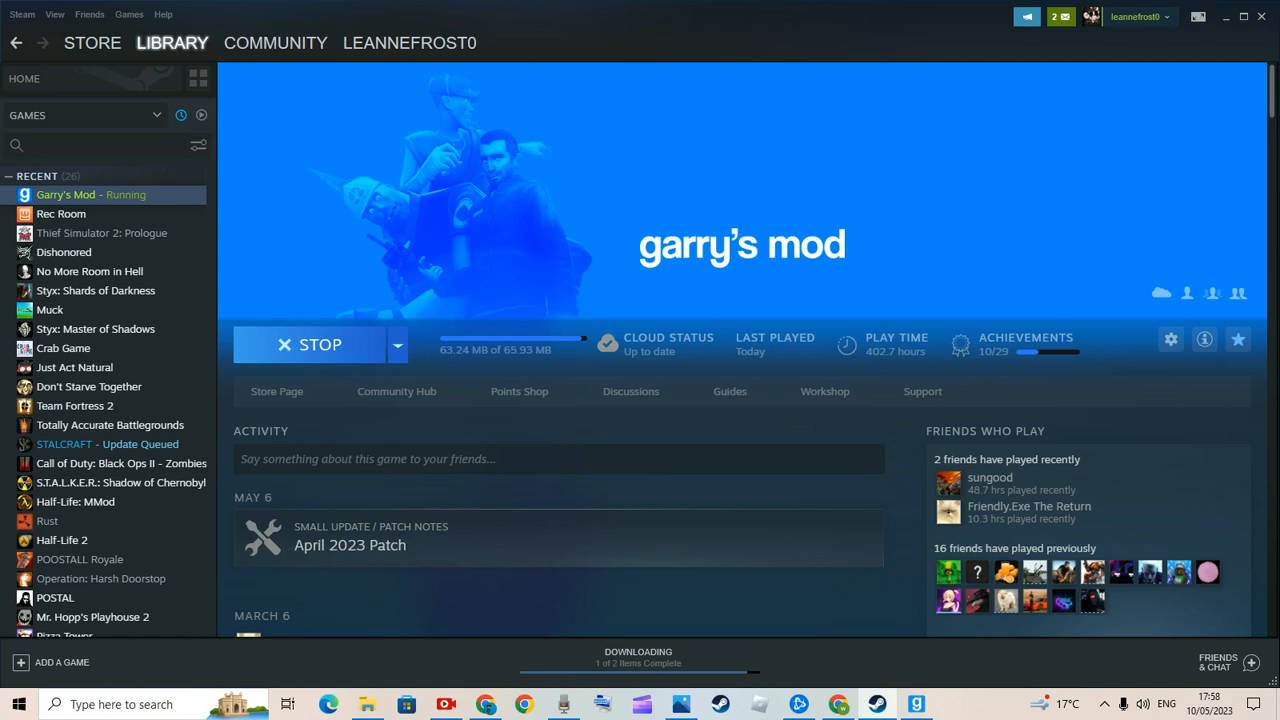 Steam View Friends Games Help
2
leannefrost0
STORE LIBRARY COMMUNITY LEANNEFROST0
HOME
GAMES
RECENT (26)
Garry's Mod - Running
Rec Room
Thief Simulator 2: Prologue
Dishonored
No More Room in Hell
Styx: Shards of Darkness
Muck
Styx: Master of Shadows
Crab Game
Just Act Natural
Don't Starve Together
Team Fortress 2
Totally Accurate Battlegrounds
STALCRAFT - Update Queued
Call of Duty: Black Ops II - Zombies
S.T.A.L.K.E.R.: Shadow of Chernobyl
Half-Life: MMod
Rust
Half-Life 2
POOSTALL Royale
Operation: Harsh Doorstop
POSTAL
Mr. Hopp's Playhouse 2
Pizza Tower
garry's mod
STOP
63.24 MB of 65.93 MB
CLOUD STATUS
Up to date
LAST PLAYED
Today
PLAY TIME
402.7 hours
ACHIEVEMENTS
10/29
Store Page Community Hub Points Shop Discussions Guides Workshop Support
ACTIVITY
Say something about this game to your friends...
MAY 6
SMALL UPDATE / PATCH NOTES
April 2023 Patch
MARCH 6
FRIENDS WHO PLAY
2 friends have played recently
sungood
48.7 hrs played recently
Friendly.Exe The Return
10.3 hrs played recently
16 friends have played previously
?
ADD A GAME
DOWNLOADING
1 of 2 Items Complete
FRIENDS
& CHAT
Type here to search
17°C
ENG
17:58
10/05/2023